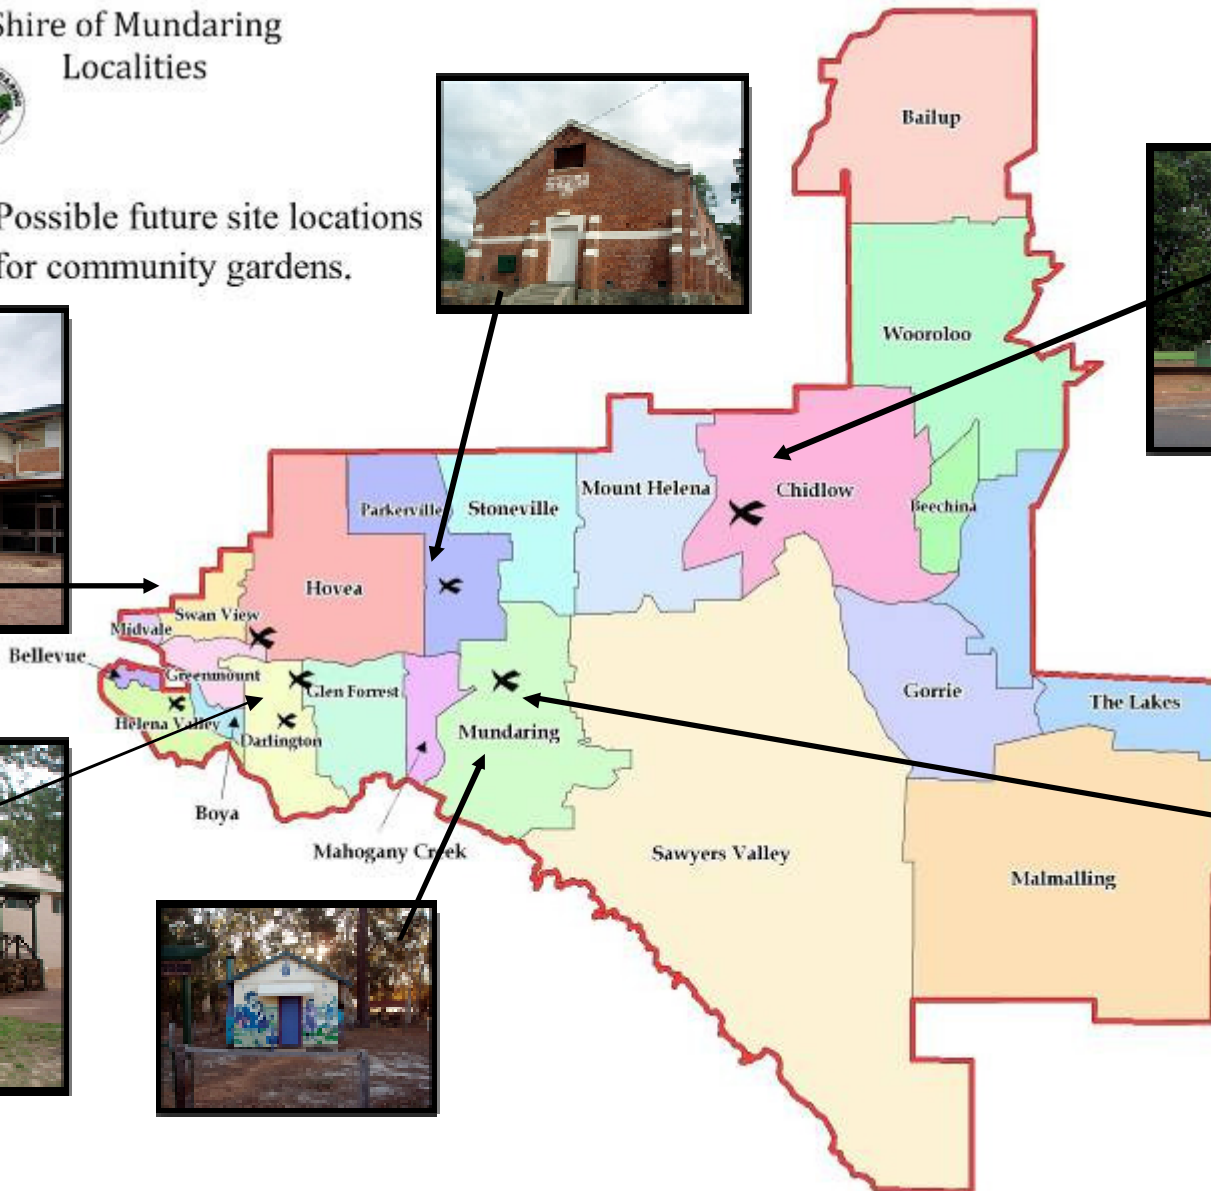 Shire of Mundaring
Localities
Possible future site locations
for community gardens.
Bailup
Wooroloo
Mount Helena
Chidlow
Beechina
Parkerville
Stoneville
Hovea
Swan View
Midvale
Bellevue
Greenmount
Helena Valley
Darlington
Glen Forrest
Mundaring
Boya
Mahogany Creek
Sawyers Valley
Gorrie
The Lakes
Malmalling